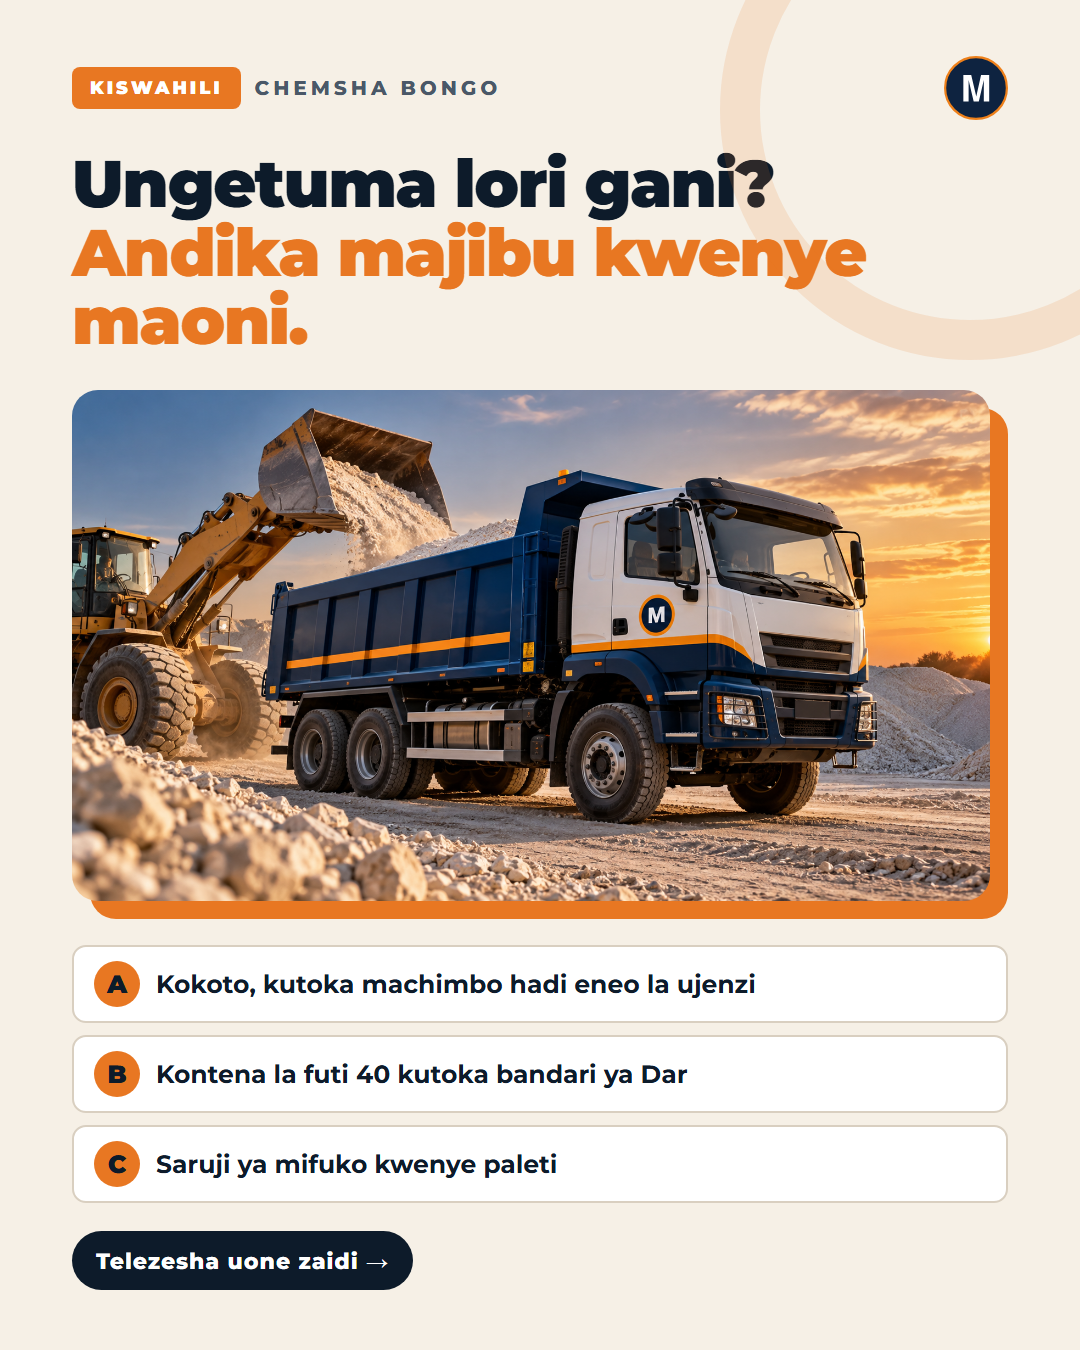 KISWAHILI CHEMSHA BONGO
M
Ungetuma lori gani?
Andika majibu kwenye
maoni.
M
A Kokoto, kutoka machimbo hadi eneo la ujenzi
B Kontena la futi 40 kutoka bandari ya Dar
C Saruji ya mifuko kwenye paleti
Telezesha uone zaidi →